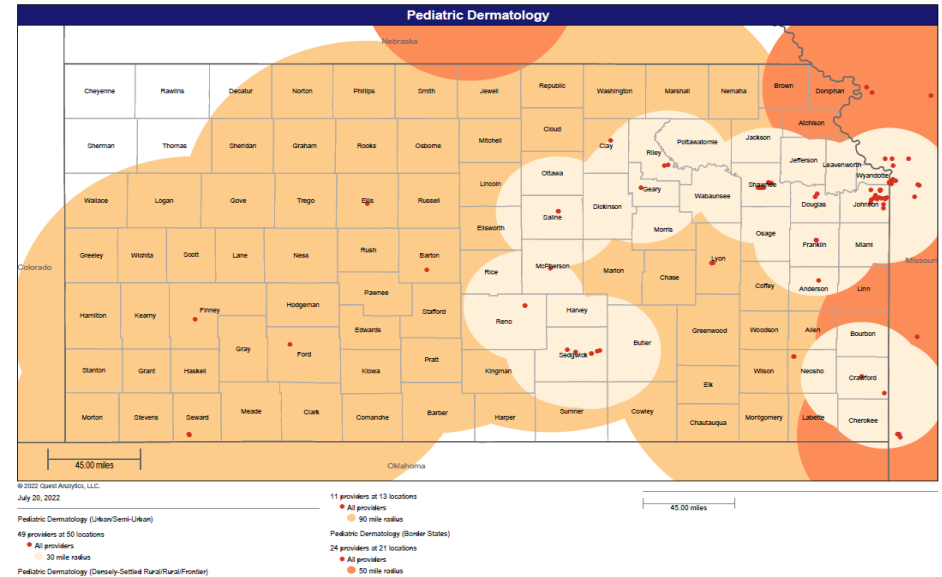 Pediatric Dermatology
Nebraska
Cheyenne Rawlins Decatur Norton Phillips Smith Jewell Republic Washington Marshall Nemaha Brown Doniphan
Atchison
Sherman Thomas Sheridan Graham Rooks Osborne Mitchell Cloud Clay Riley Pottawatomie Jackson Jefferson Leavenworth
Wyandotte
Lincoln Ottawa
Wallace Logan Gove Trego Ellis Russell Saline Dickinson Geary Wabaunsee Shawnee Douglas Johnson
Ellsworth Morris Osage
Greeley Wichita Scott Lane Ness Rush Barton Rice McPherson Marion Chase Lyon Franklin Miami
Colorado Missouri
Pawnee Coffey Anderson Linn
Hamilton Kearny Finney Hodgeman Stafford Reno Harvey
Edwards Greenwood Woodson Allen Bourbon
Gray Ford Sedgwick Butler
Stanton Grant Haskell Kiowa Pratt Kingman Elk Wilson Neosho Crawford
Morton Stevens Seward Meade Clark Comanche Barber Harper Sumner Cowley Chautauqua Montgomery Labette Cherokee
45.00 miles
Oklahoma
© 2022 Quest Analytics, LLC.
July 20, 2022
Pediatric Dermatology (Urban/Semi-Urban)
49 providers at 50 locations
All providers
30 mile radius
Pediatric Dermatology (Densely-Settled Rural/Rural/Frontier)
11 providers at 13 locations
All providers
90 mile radius
Pediatric Dermatology (Border States)
24 providers at 21 locations
All providers
50 mile radius
45.00 miles